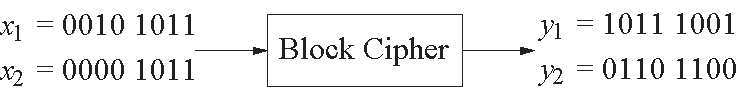 x1 = 0010 1011
x2 = 0000 1011
Block Cipher
y1 = 1011 1001
y2 = 0110 1100